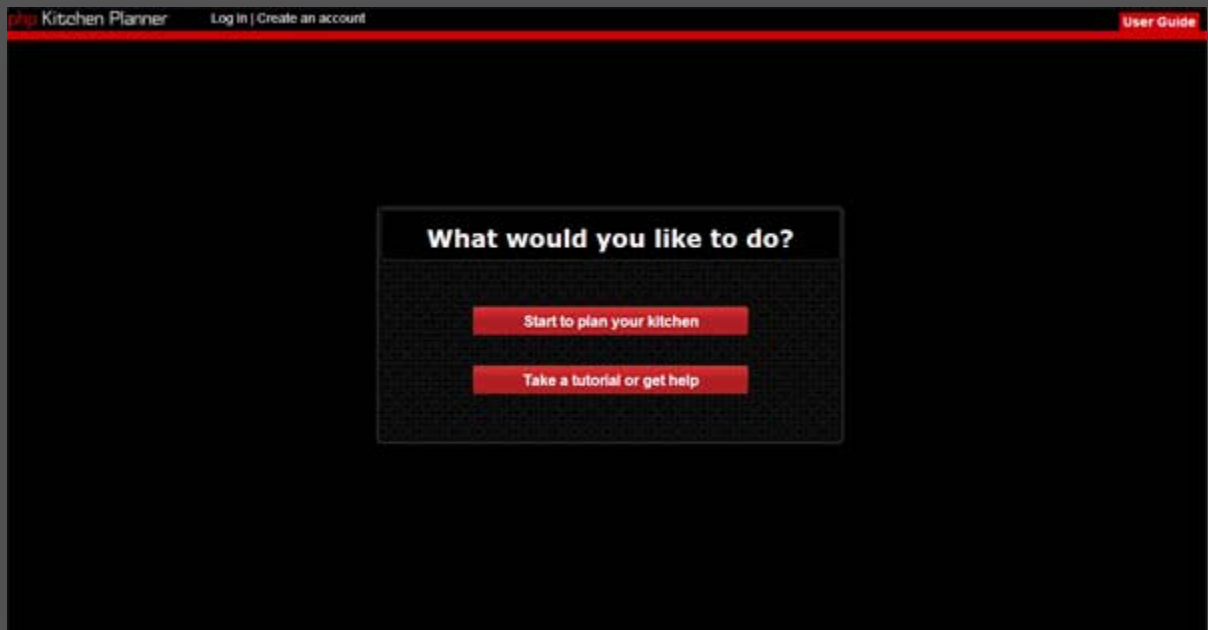 php Kitchen Planner
Log In | Create an account
User Guide
What would you like to do?
Start to plan your kitchen
Take a tutorial or get help